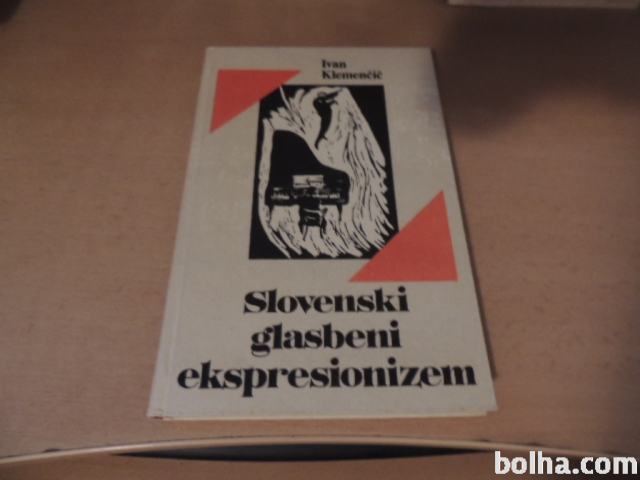 Ivan
Klemenčič
Slovenski
glasbeni
ekspresionizem
bolha.com